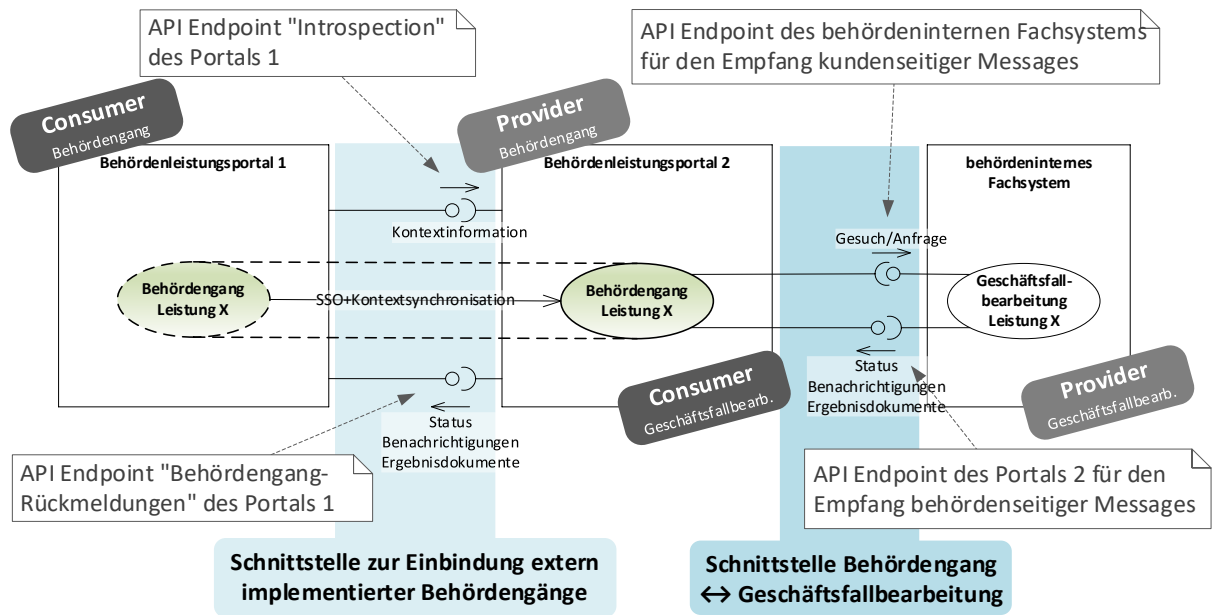 API Endpoint "Introspection"
des Portals 1
API Endpoint des behördeninternen Fachsystems
für den Empfang kundenseitiger Messages
Consumer
Behördengang
Provider
Behördengang
Behördenleistungsportal 1
Behördenleistungsportal 2
behördeninternes
Fachsystem
Kontextinformation
Gesuch/Anfrage
Behördengang
Leistung X
SSO+Kontextsynchronisation
Behördengang
Leistung X
Geschäftsfall-
bearbeitung
Leistung X
Status
Benachrichtigungen
Ergebnisdokumente
Consumer
Geschäftsfallbearb.
Status
Benachrichtigungen
Ergebnisdokumente
Provider
Geschäftsfallbearb.
API Endpoint "Behördengang-
Rückmeldungen" des Portals 1
API Endpoint des Portals 2 für den
Empfang behördenseitiger Messages
Schnittstelle zur Einbindung extern
implementierter Behördengänge
Schnittstelle Behördengang
↔ Geschäftsfallbearbeitung